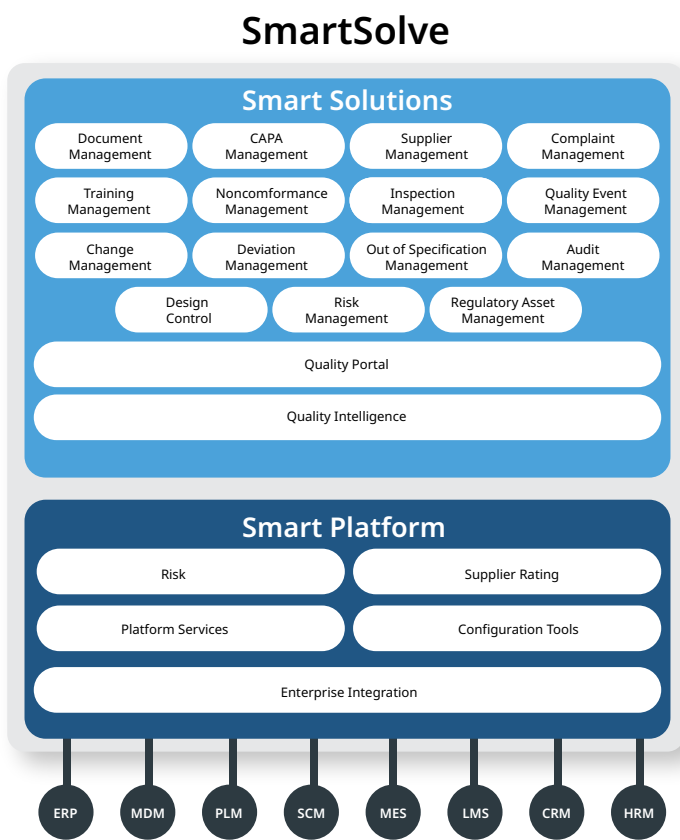 SmartSolve
Smart Solutions
Document
Management
CAPA
Management
Supplier
Management
Complaint
Management
Training
Management
Noncomformance
Management
Inspection
Management
Quality Event
Management
Change
Management
Deviation
Management
Out of Specification
Management
Audit
Management
Design
Control
Risk
Management
Regulatory Asset
Management
Quality Portal
Quality Intelligence
Smart Platform
Risk
Supplier Rating
Platform Services
Configuration Tools
Enterprise Integration
ERP
MDM
PLM
SCM
MES
LMS
CRM
HRM